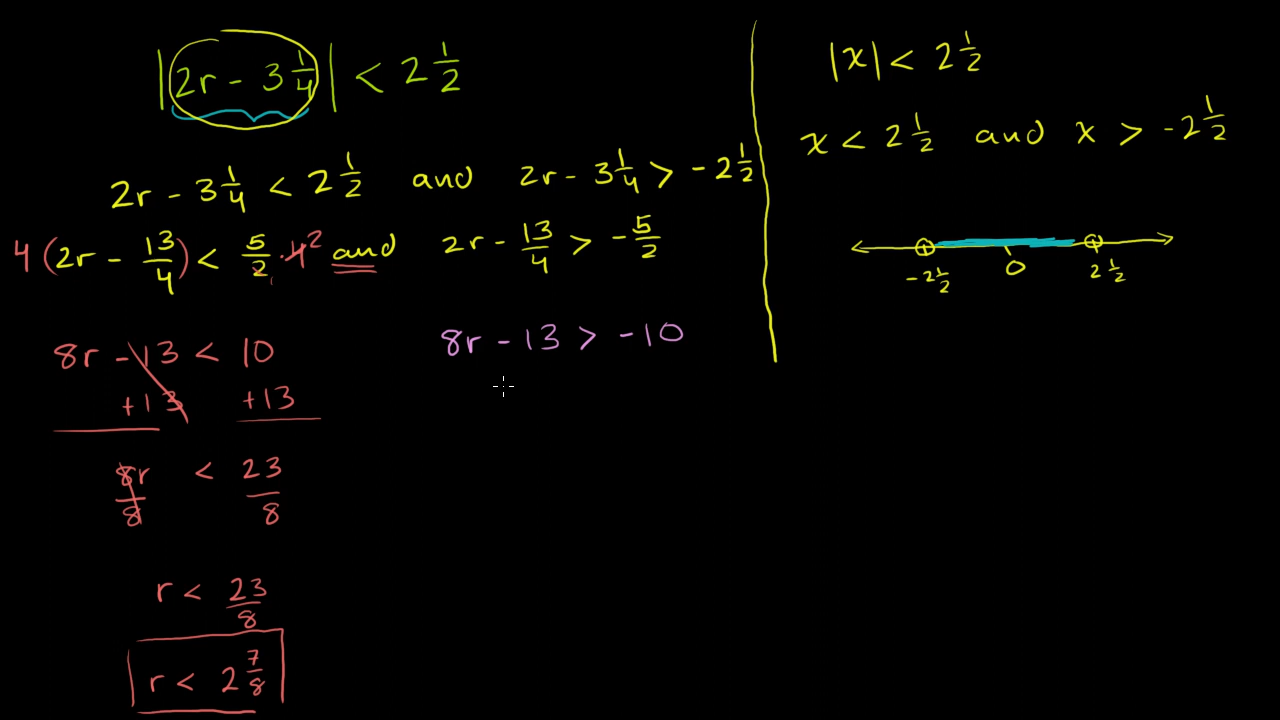 |2r - 3 1/4| < 2 1/2
2r - 3 1/4 < 2 1/2 and 2r - 3 1/4 > -2 1/2
4(2r - 13/4) < 5/2 · 4 2 and 2r - 13/4 > -5/2
8r - 13 < 10
+13 +13
8r/8 < 23/8
r < 23/8
r < 2 7/8
8r - 13 > -10
|x| < 2 1/2
x < 2 1/2 and x > -2 1/2
-2 1/2 0 2 1/2